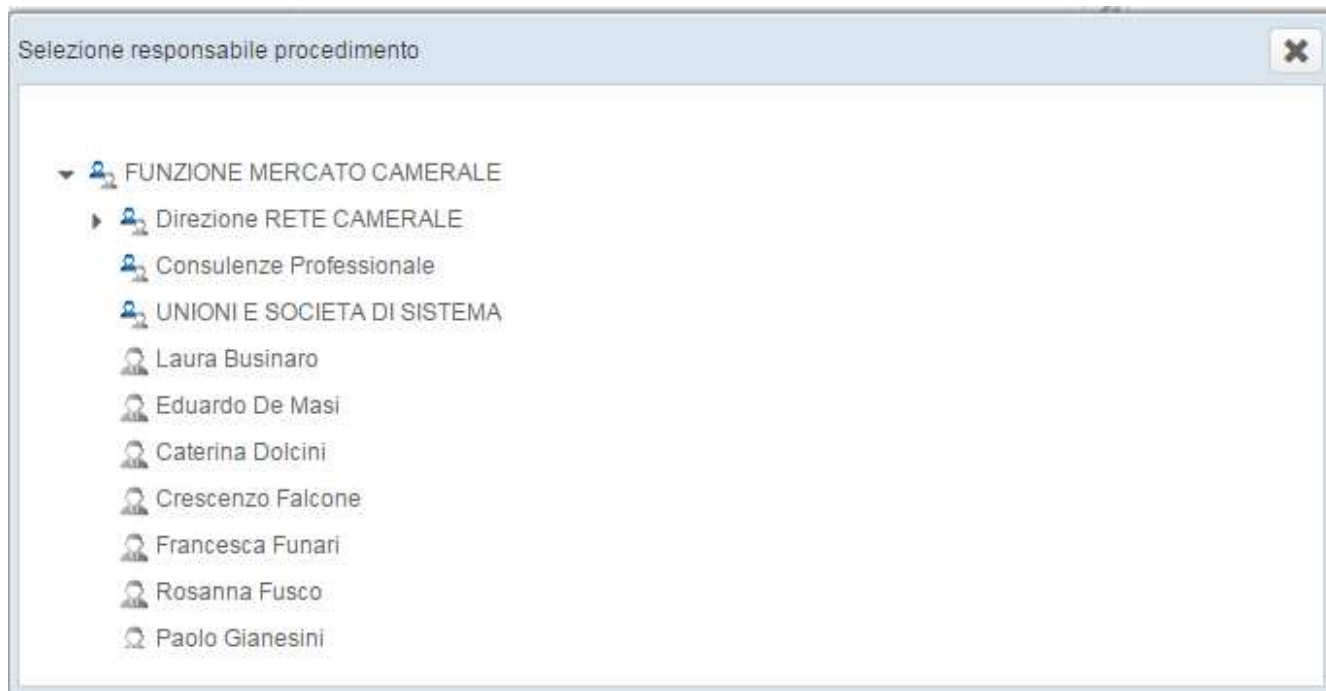 Selezione responsabile procedimento
FUNZIONE MERCATO CAMERALE
Direzione RETE CAMERALE
Consulenze Professionale
UNIONI E SOCIETA DI SISTEMA
Laura Businaro
Eduardo De Masi
Caterina Dolcini
Crescenzo Falcone
Francesca Funari
Rosanna Fusco
Paolo Gianesini